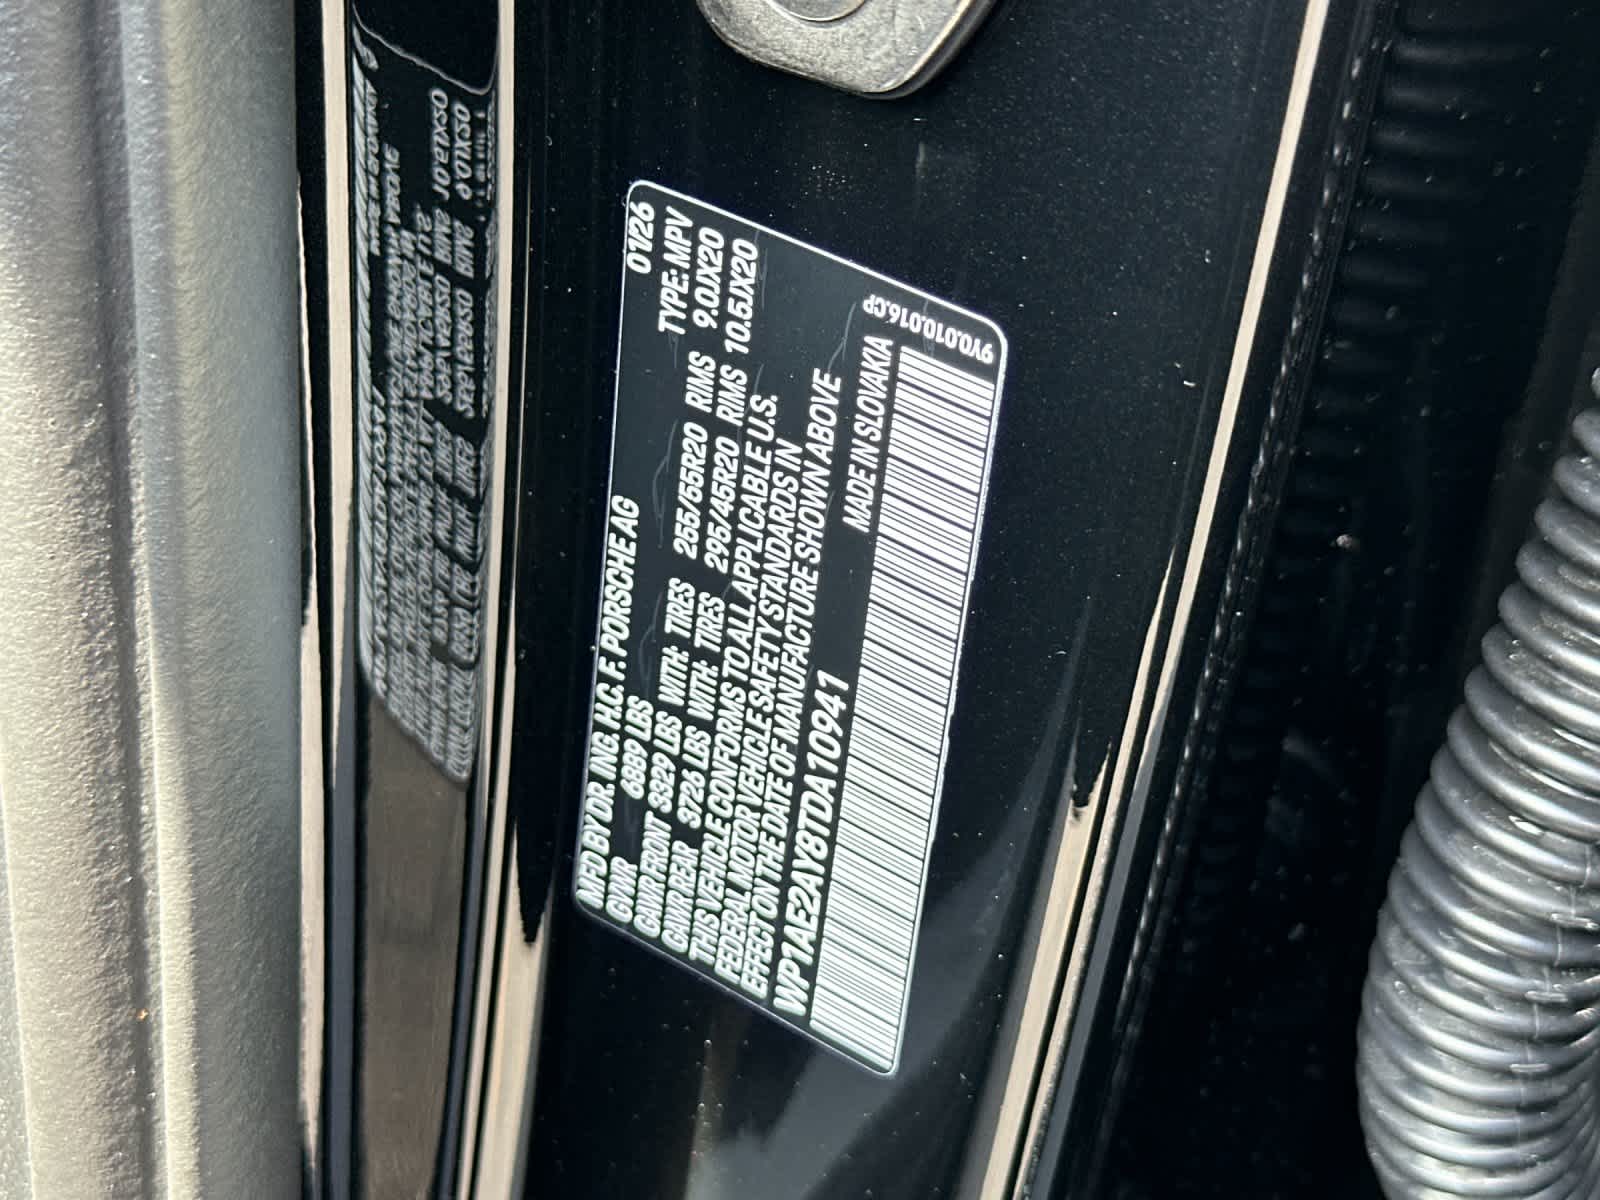 MFD BY DR. ING. H.C. F. PORSCHE AG 01/26
GVWR 6889 LBS TYPE: MPV
GAWR FRONT 3329 LBS WITH: TIRES 255/55R20 RIMS 9.0JX20
GAWR REAR 3726 LBS WITH: TIRES 295/45R20 RIMS 10.5JX20
THIS VEHICLE CONFORMS TO ALL APPLICABLE U.S.
FEDERAL MOTOR VEHICLE SAFETY STANDARDS IN
EFFECT ON THE DATE OF MANUFACTURE SHOWN ABOVE
WP1AE2AY8TDA10941 MADE IN SLOVAKIA
9Y0.010.016.CP